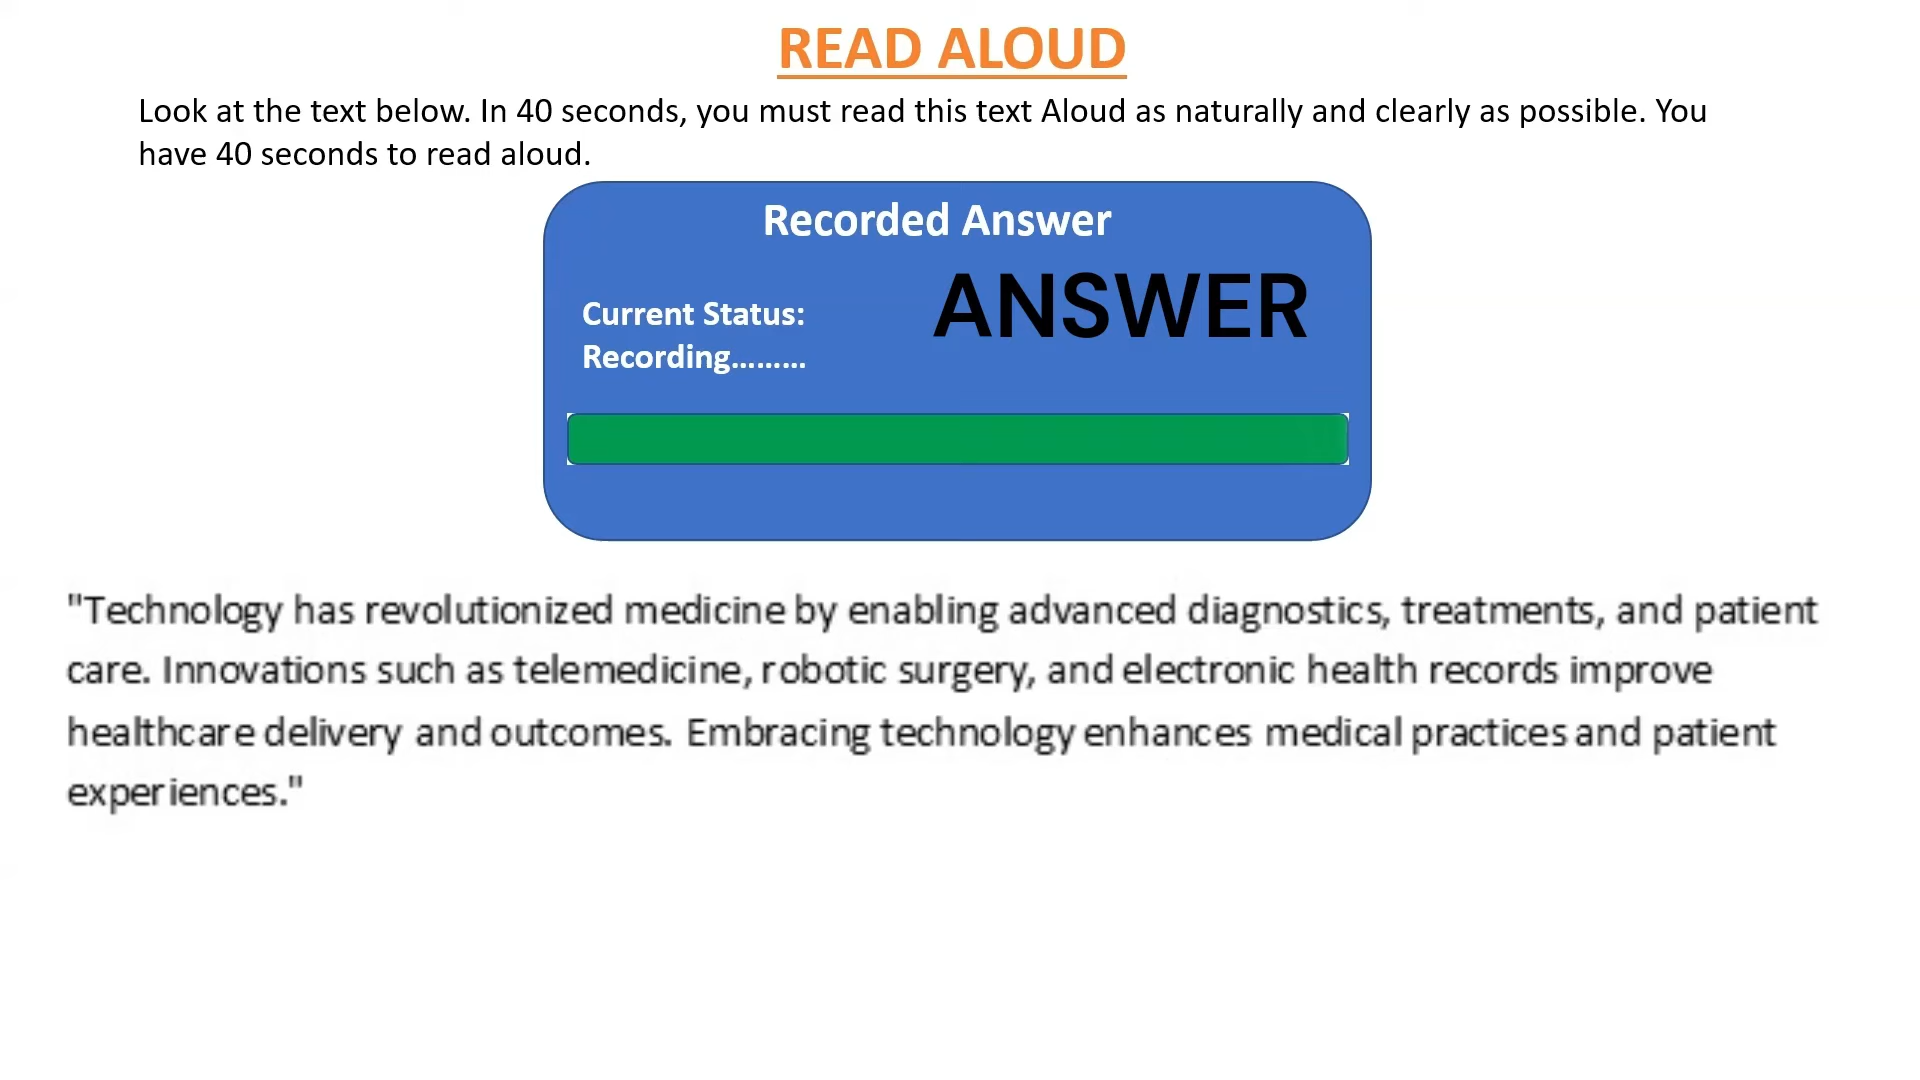 READ ALOUD
Look at the text below. In 40 seconds, you must read this text Aloud as naturally and clearly as possible. You
have 40 seconds to read aloud.
Recorded Answer
ANSWER
Current Status:
Recording.........
"Technology has revolutionized medicine by enabling advanced diagnostics, treatments, and patient
care. Innovations such as telemedicine, robotic surgery, and electronic health records improve
healthcare delivery and outcomes. Embracing technology enhances medical practices and patient
experiences."